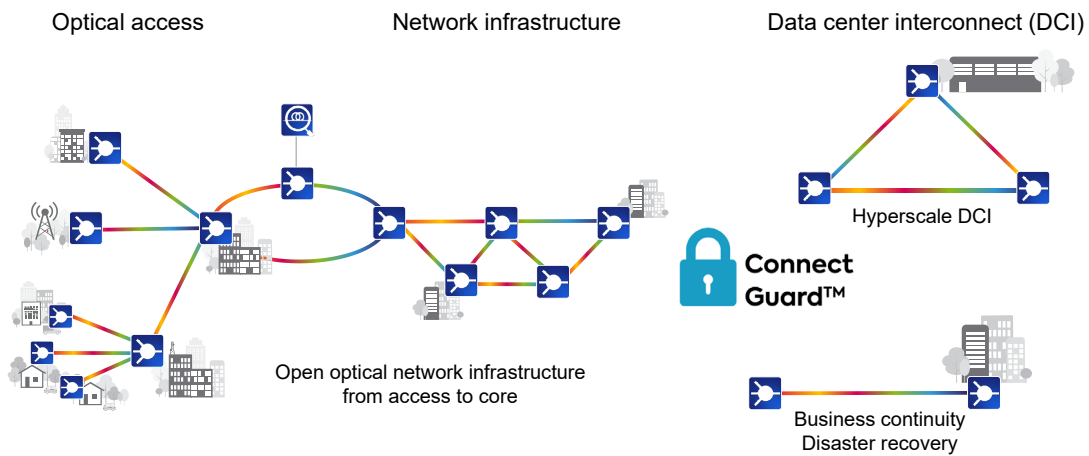 Optical access
Network infrastructure
Data center interconnect (DCI)
Hyperscale DCI
Connect
Guard™
Open optical network infrastructure
from access to core
Business continuity
Disaster recovery